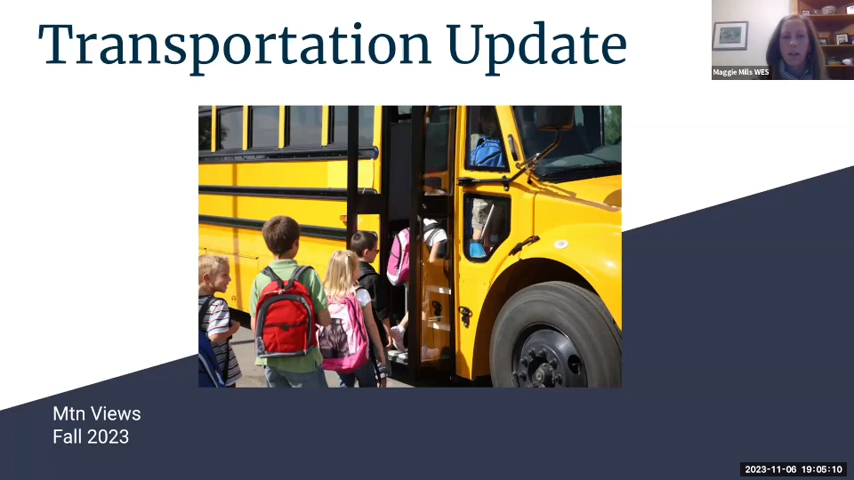 Transportation Update
Maggie Mills WES
Mtn Views
Fall 2023
2023-11-06 19:05:10